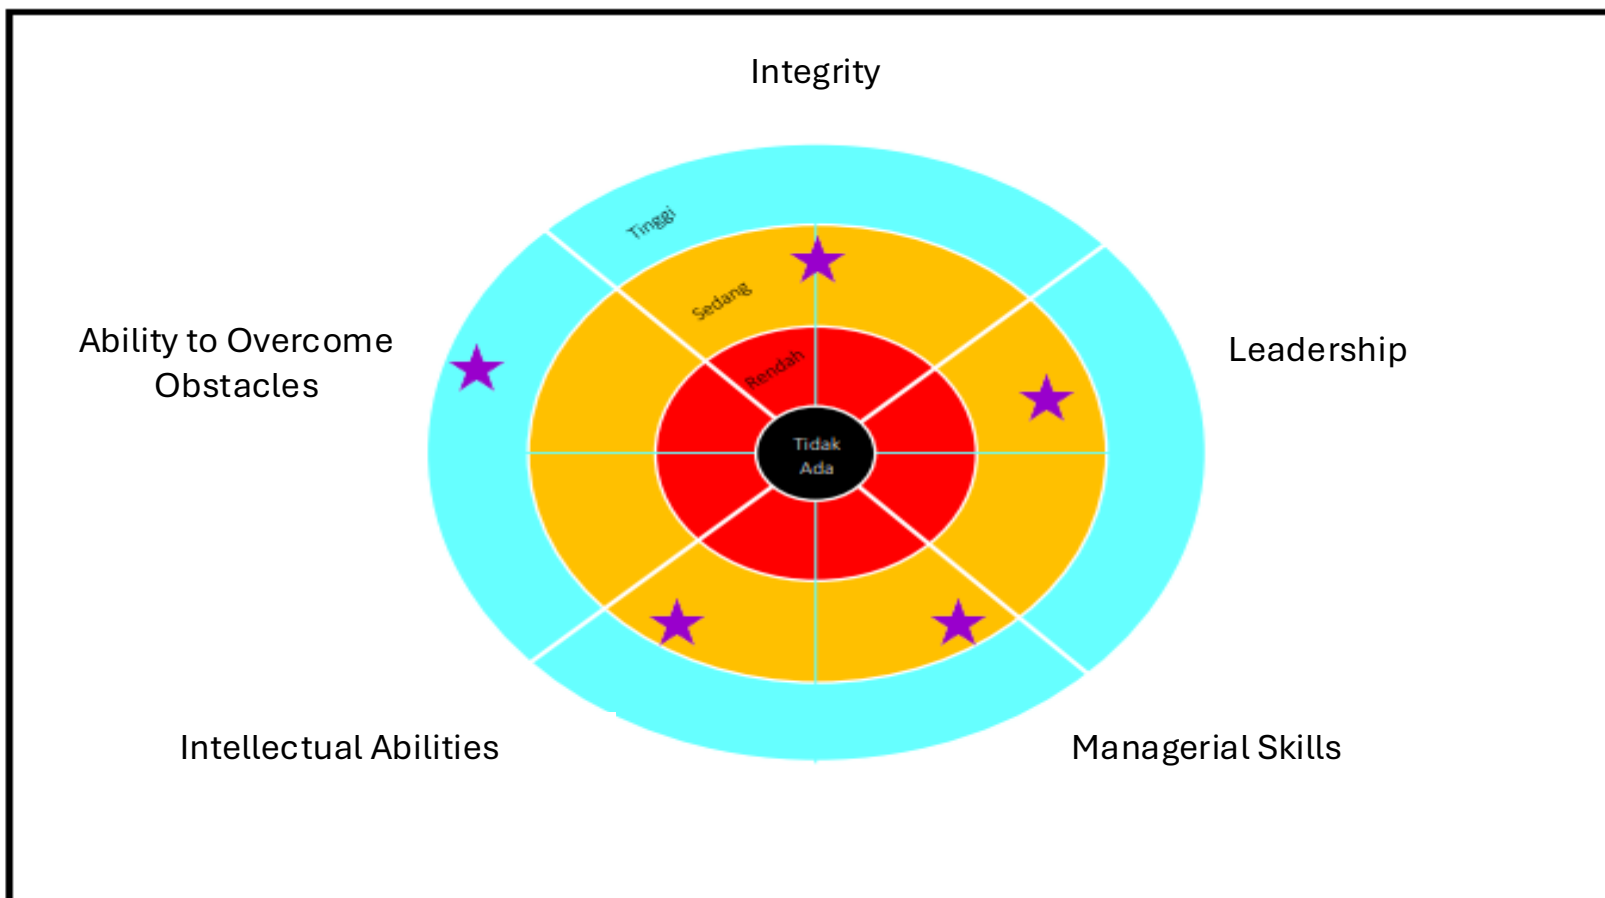 Integrity
Tinggi
Sedang
Ability to Overcome
Obstacles
Leadership
Rendah
Tidak
Ada
Intellectual Abilities
Managerial Skills